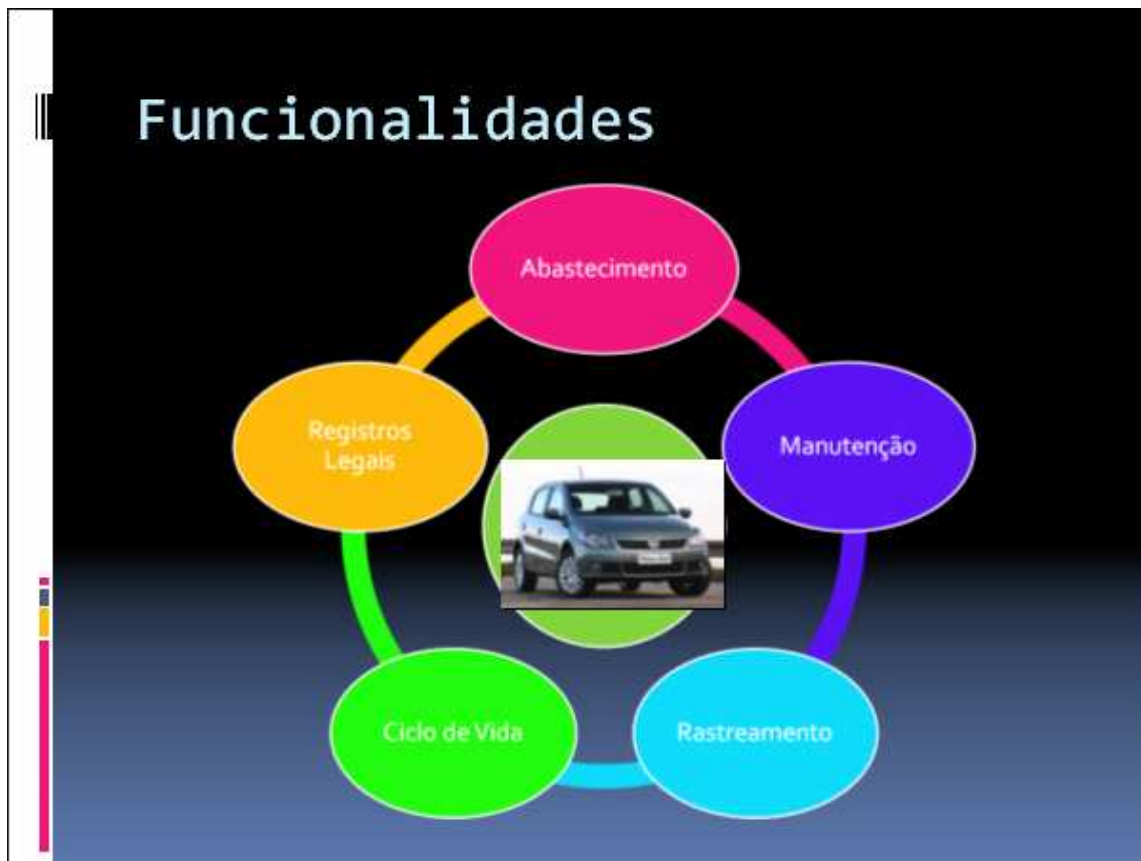 Funcionalidades
Abastecimento
Manutenção
Rastreamento
Ciclo de Vida
Registros
Legais